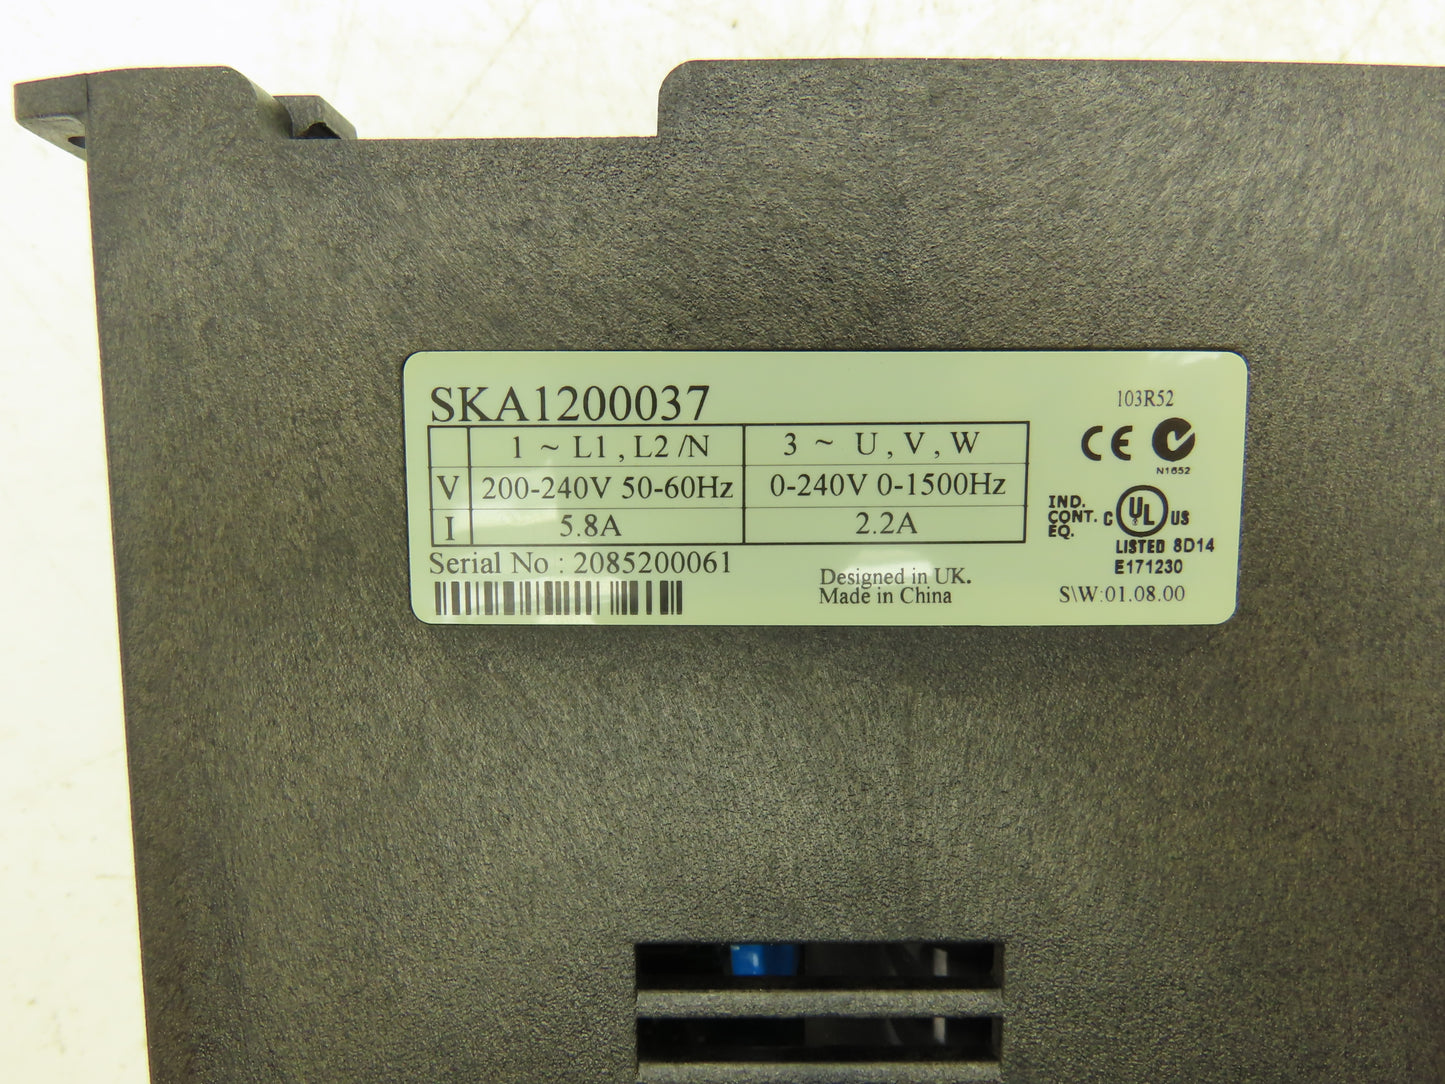 SKA1200037
1 ~ L1 , L2 /N 3 ~ U , V , W
V 200-240V 50-60Hz 0-240V 0-1500Hz
I 5.8A 2.2A
Serial No : 2085200061
Designed in UK.
Made in China
103R52
CE
N1652
IND.
CONT.
EQ.
C UL US
LISTED 8D14
E171230
S\W:01.08.00